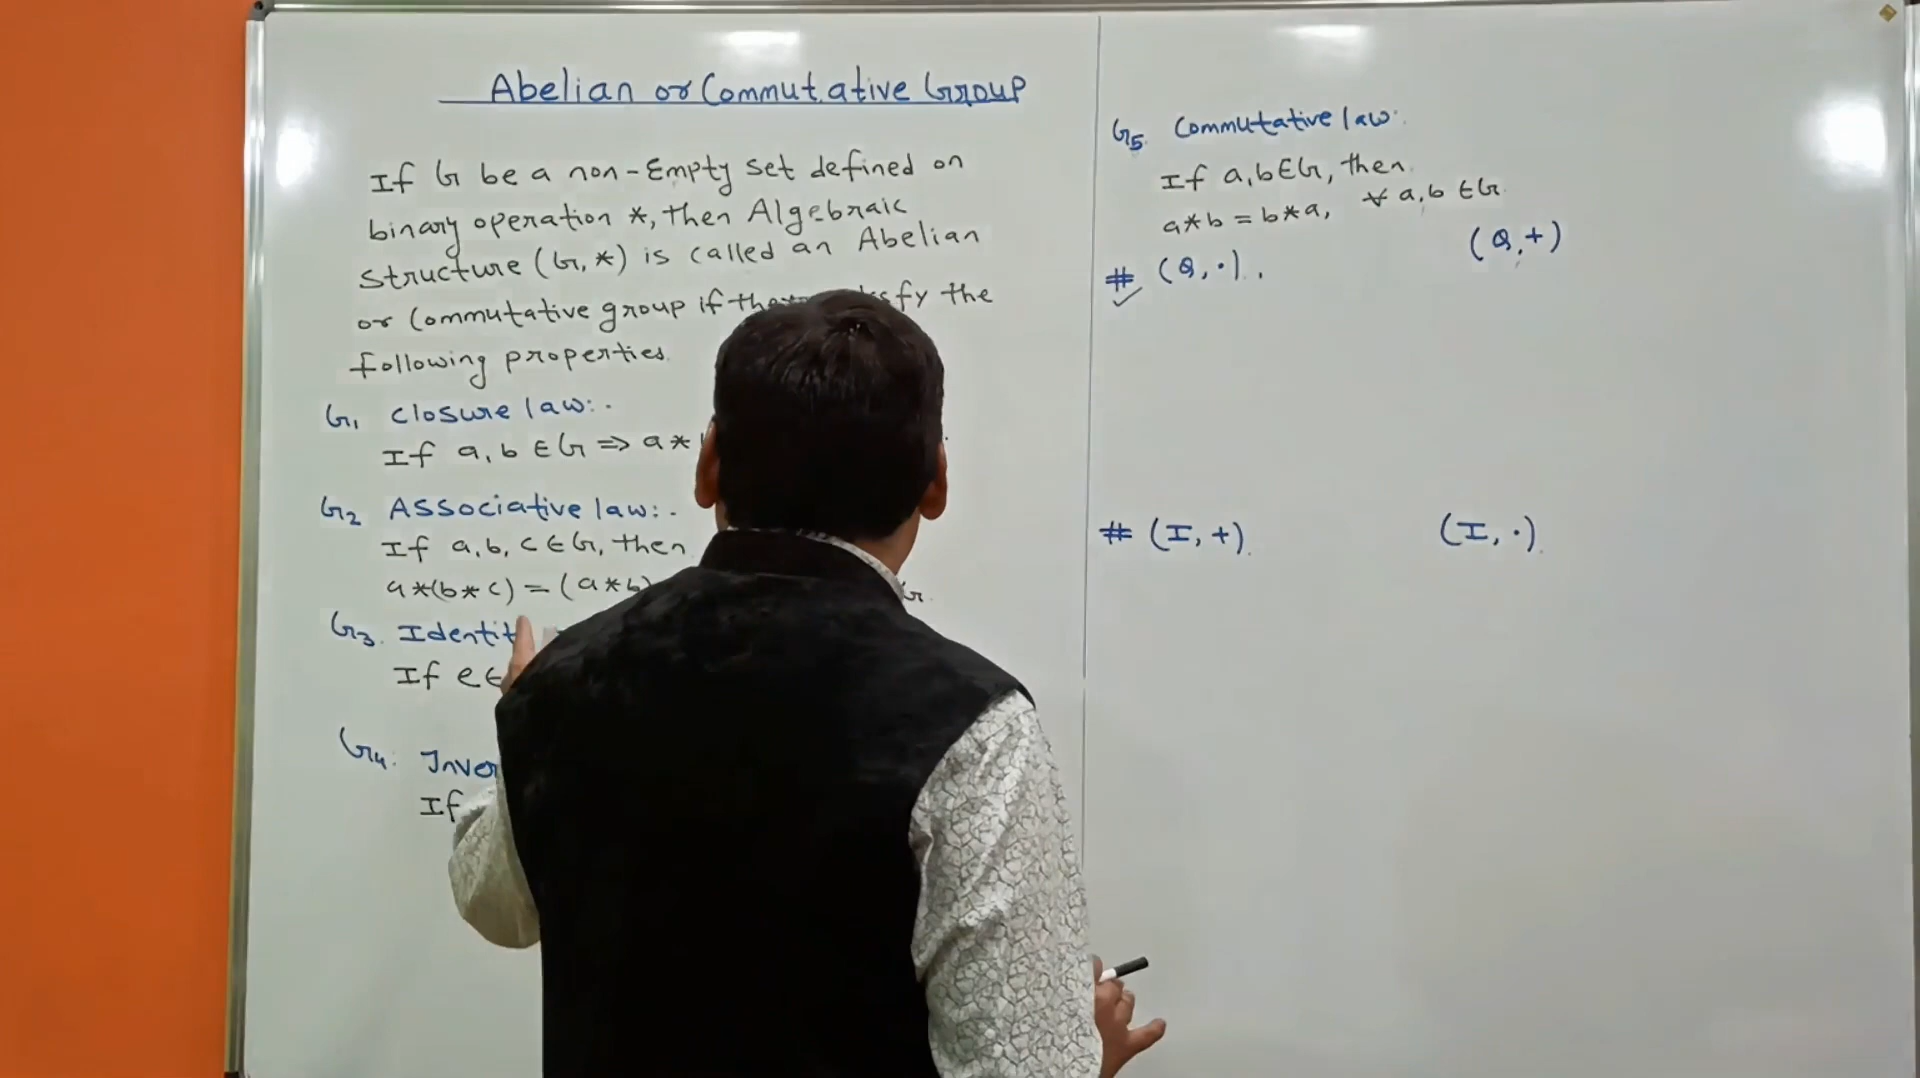 Abelian or Commutative Group
If G be a non-Empty set defined on
binary operation *, then Algebraic
Structure (G, *) is called an Abelian
or Commutative group if the fy the
following properties.
G1 Closure law:-
If a, b ∈ G ⇒ a *
G2 Associative law:-
If a, b, c ∈ G, then
a *(b * c) = (a * b)
G3. Identit
If e ∈
G4: Inver
If
G5. Commutative law:-
If a, b ∈ G, then
a * b = b * a, ∀ a, b ∈ G.
# (Q, ·). (Q, +)
✓
# (I, +). (I, ·).